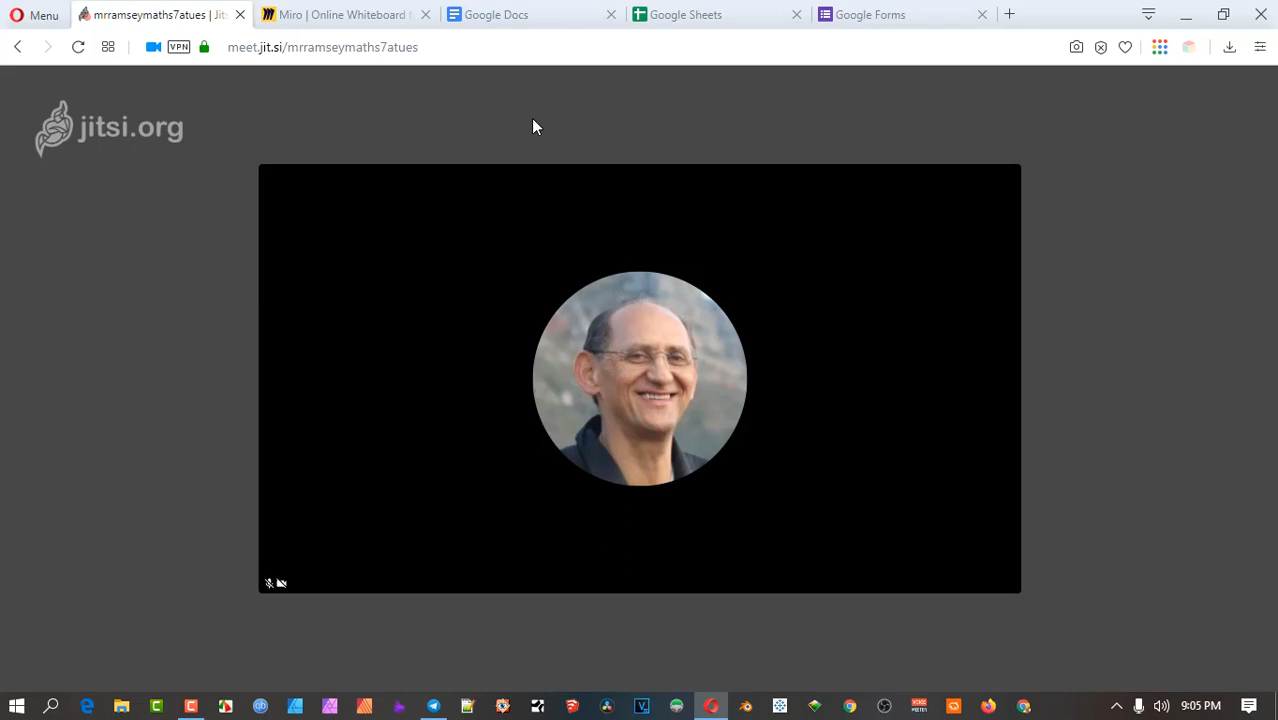 Menu
mrramseymaths7atues | Jits
Miro | Online Whiteboard f
Google Docs
Google Sheets
Google Forms
VPN
meet.jit.si/mrramseymaths7atues
jitsi.org
9:05 PM